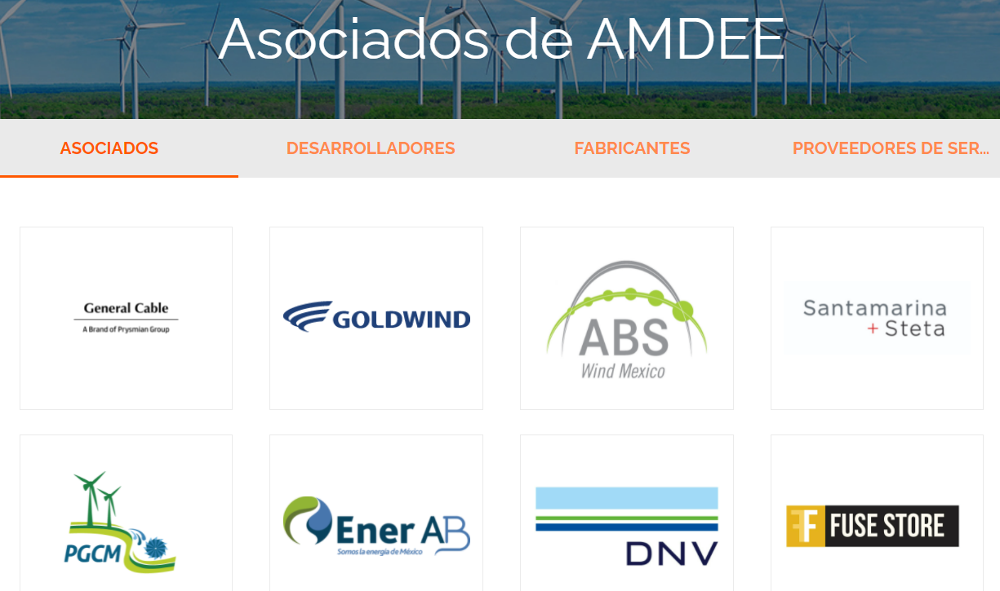 Asociados de AMDEE
ASOCIADOS
DESARROLLADORES
FABRICANTES
PROVEEDORES DE SER...
General Cable
A Brand of Prysmian Group
GOLDWIND
ABS
Wind Mexico
Santamarina
+ Steta
PGCM
Ener AB
Somos la energía de México
DNV
FF FUSE STORE